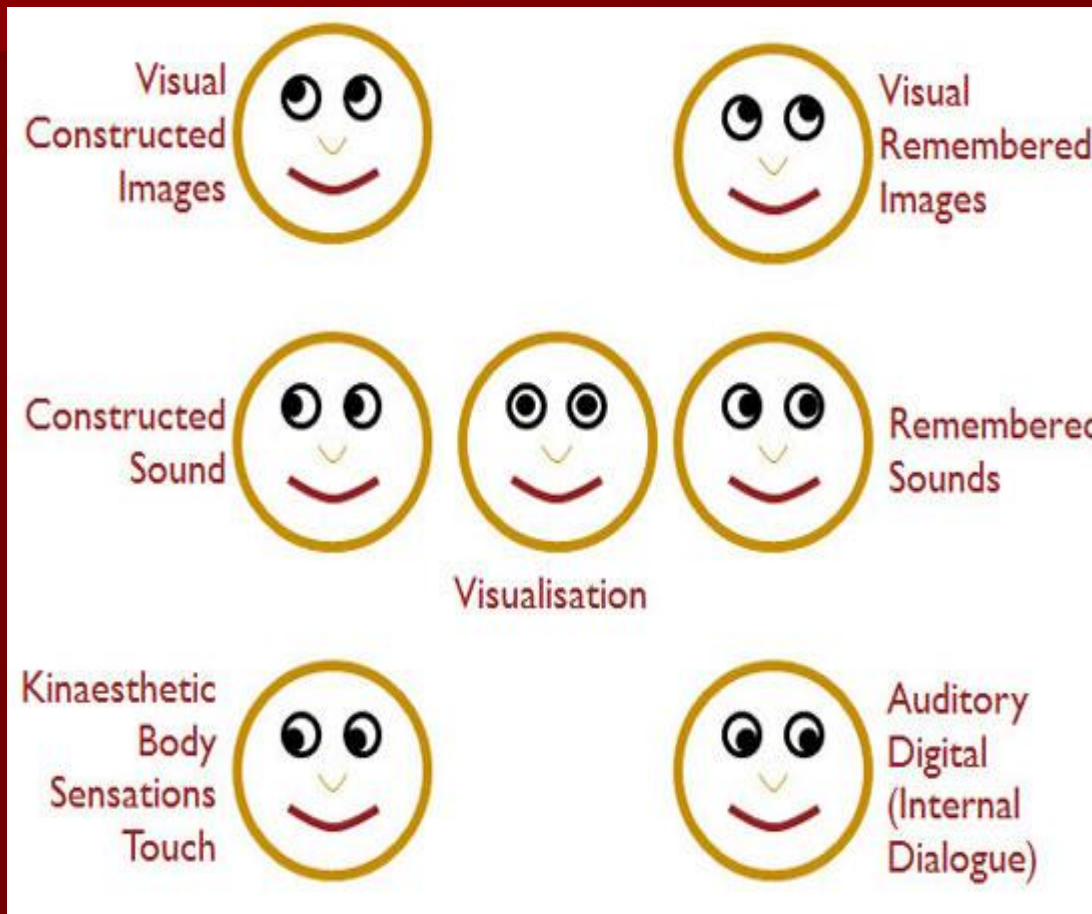 Visual
Constructed
Images
Visual
Remembered
Images
Constructed
Sound
Remembered
Sounds
Visualisation
Kinaesthetic
Body
Sensations
Touch
Auditory
Digital
(Internal
Dialogue)